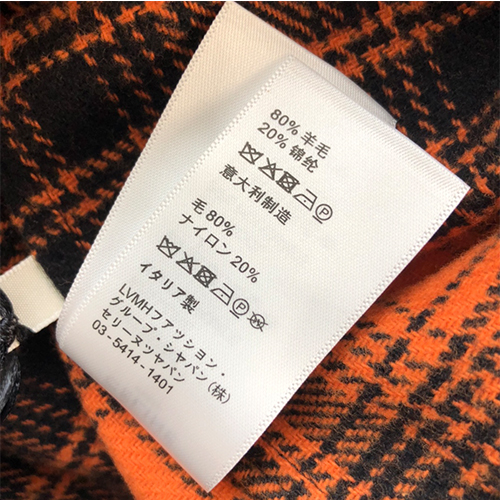 80% 羊毛
20% 锦纶
意大利制造
毛 80%
ナイロン 20%
イタリア製
LVMHファッション・
グループ・ジャパン(株)
セリーヌジャパン
03-5414-1401